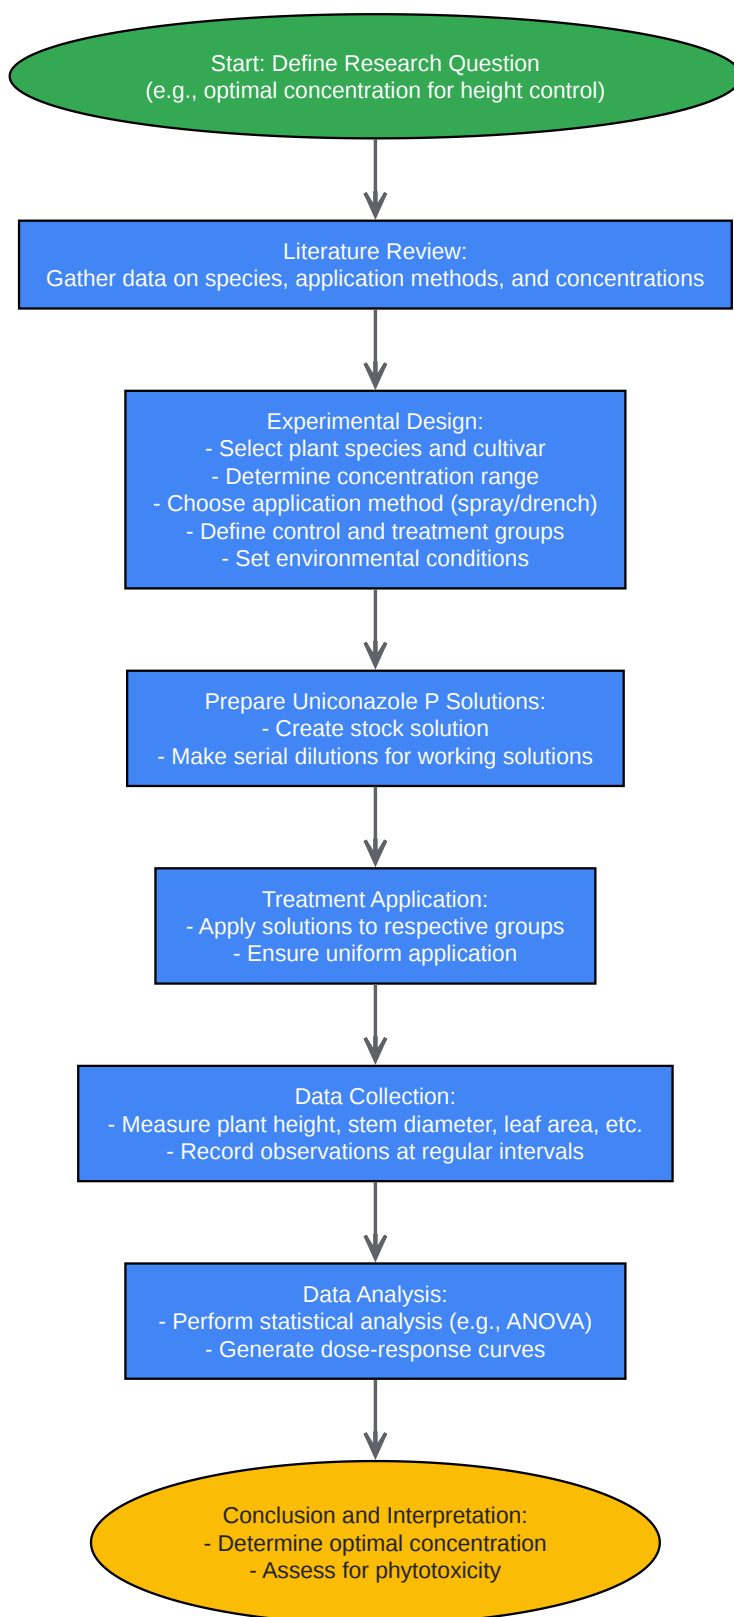 Start: Define Research Question
(e.g., optimal concentration for height control)
Literature Review:
Gather data on species, application methods, and concentrations
Experimental Design:
- Select plant species and cultivar
- Determine concentration range
- Choose application method (spray/drench)
- Define control and treatment groups
- Set environmental conditions
Prepare Uniconazole P Solutions:
- Create stock solution
- Make serial dilutions for working solutions
Treatment Application:
- Apply solutions to respective groups
- Ensure uniform application
Data Collection:
- Measure plant height, stem diameter, leaf area, etc.
- Record observations at regular intervals
Data Analysis:
- Perform statistical analysis (e.g., ANOVA)
- Generate dose-response curves
Conclusion and Interpretation:
- Determine optimal concentration
- Assess for phytotoxicity